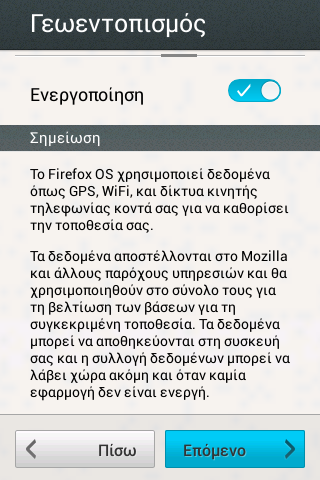 Γεωεντοπισμός
Ενεργοποίηση
Σημείωση
Το Firefox OS χρησιμοποιεί δεδομένα
όπως GPS, WiFi, και δίκτυα κινητής
τηλεφωνίας κοντά σας για να καθορίσει
την τοποθεσία σας.
Τα δεδομένα αποστέλλονται στο Mozilla
και άλλους παρόχους υπηρεσιών και θα
χρησιμοποιηθούν στο σύνολο τους για
τη βελτίωση των βάσεων για τη
συγκεκριμένη τοποθεσία. Τα δεδομένα
μπορεί να αποθηκεύονται στη συσκευή
σας και η συλλογή δεδομένων μπορεί να
λάβει χώρα ακόμη και όταν καμία
εφαρμογή δεν είναι ενεργή.
Πίσω
Επόμενο